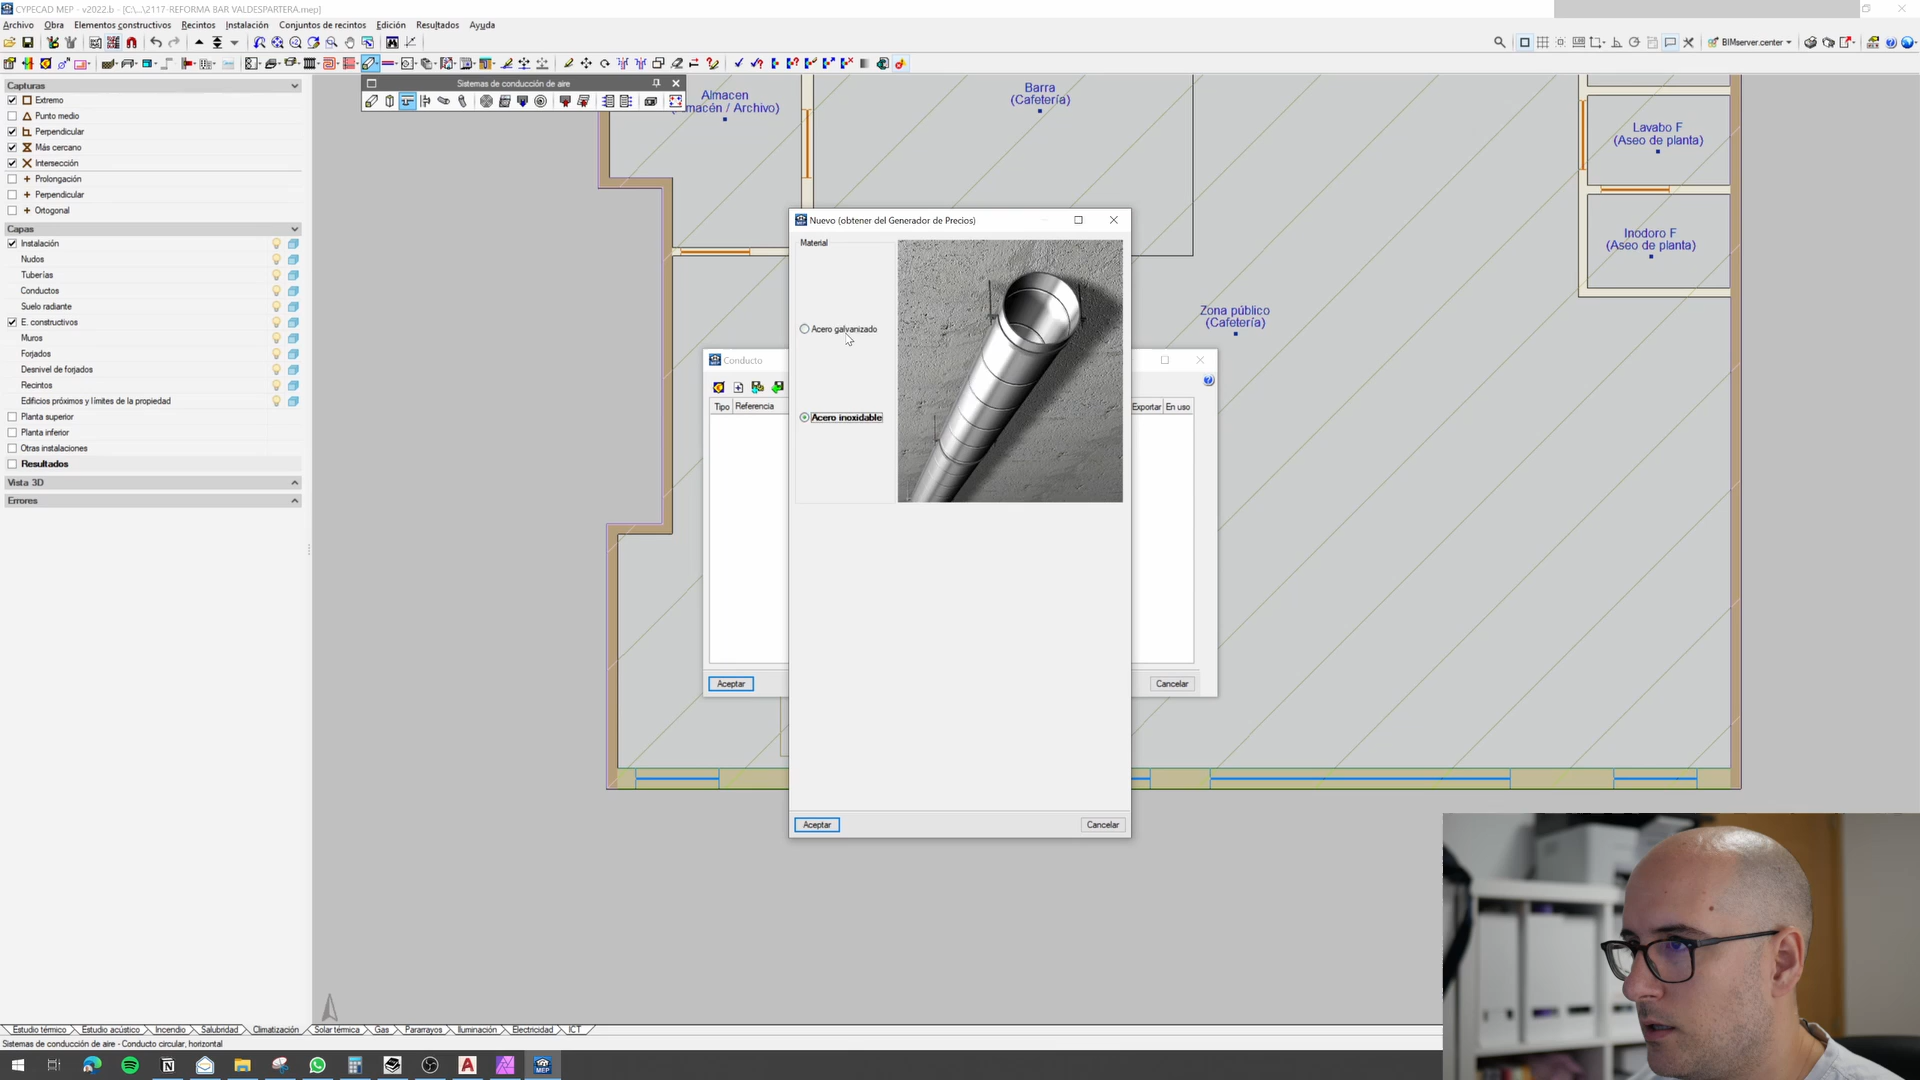 CYPECAD MEP - v2022.b - [C:\...\2117-REFORMA BAR VALDESPARTERA.mep]
Archivo Obra Elementos constructivos Recintos Instalación Conjuntos de recintos Edición Resultados Ayuda
BIMserver.center
Sistemas de conducción de aire
Capturas
Extremo
Punto medio
Perpendicular
Más cercano
Intersección
Prolongación
Perpendicular
Ortogonal
Capas
Instalación
Nudos
Tuberías
Conductos
Suelo radiante
E. constructivos
Muros
Forjados
Desnivel de forjados
Recintos
Edificios próximos y límites de la propiedad
Planta superior
Planta inferior
Otras instalaciones
Resultados
Vista 3D
Errores
Almacen
macén / Archivo)
Barra
(Cafetería)
Lavabo F
(Aseo de planta)
Inodoro F
(Aseo de planta)
Zona público
(Cafetería)
Nuevo (obtener del Generador de Precios)
Material
Acero galvanizado
Acero inoxidable
Aceptar
Cancelar
Conducto
Tipo Referencia
Exportar En uso
Aceptar
Cancelar
Estudio térmico Estudio acústico Incendio Salubridad Climatización Solar térmica Gas Pararrayos Iluminación Electricidad ICT
Sistemas de conducción de aire - Conducto circular, horizontal
MEP